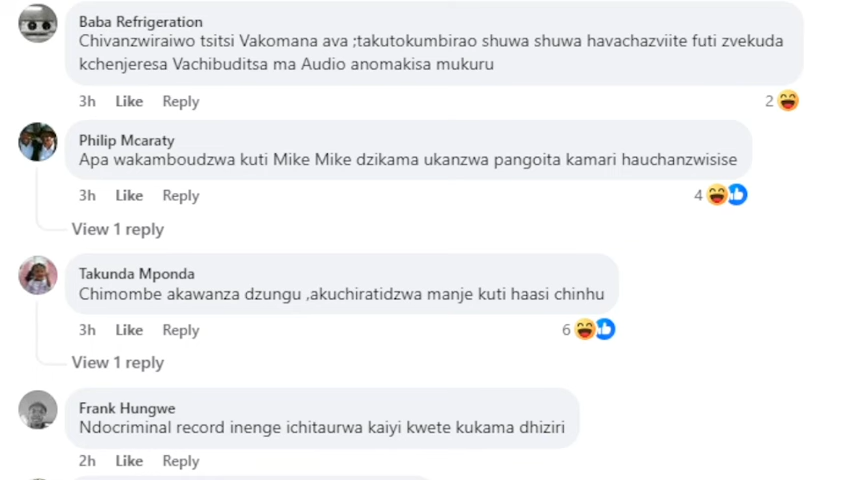 Baba Refrigeration
Chivanzwiraiwo tsitsi Vakomana ava ;takutokumbirao shuwa shuwa havachazviite futi zvekuda
kchenjeresa Vachibuditsa ma Audio anomakisa mukuru
3h Like Reply 2
Philip Mcaraty
Apa wakamboudzwa kuti Mike Mike dzikama ukanzwa pangoita kamari hauchanzwisise
3h Like Reply 4
View 1 reply
Takunda Mponda
Chimombe akawanza dzungu ,akuchiratidzwa manje kuti haasi chinhu
3h Like Reply 6
View 1 reply
Frank Hungwe
Ndocriminal record inenge ichitaurwa kaiyi kwete kukama dhiziri
2h Like Reply